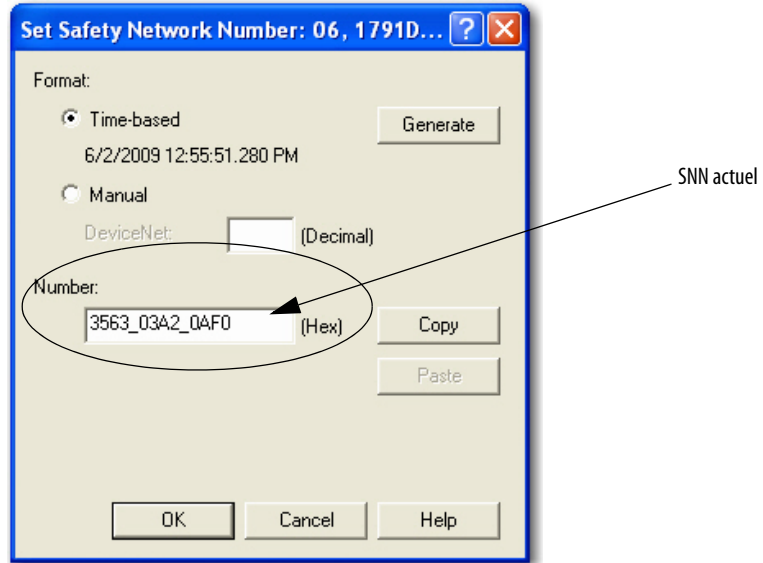 Set Safety Network Number: 06, 1791D...
Format:
Time-based
Generate
6/2/2009 12:55:51.280 PM
SNN actuel
Manual
DeviceNet:
(Decimal)
Number:
3563_03A2_0AF0
(Hex)
Copy
Paste
OK
Cancel
Help